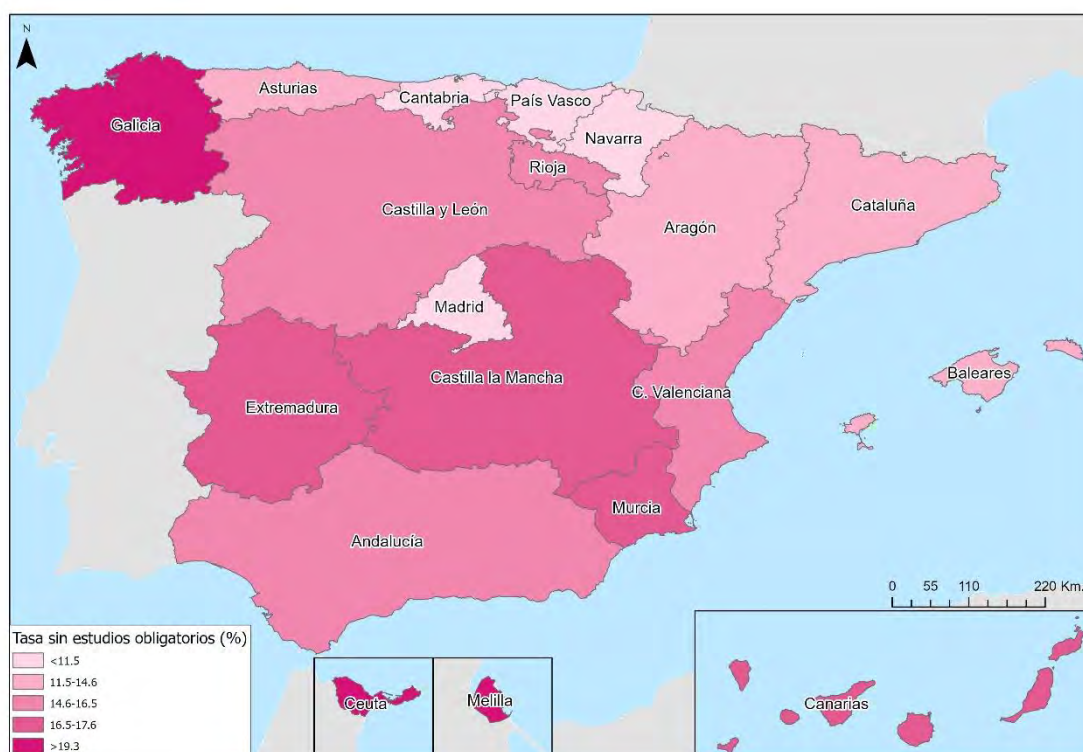 N
Asturias
Cantabria
País Vasco
Galicia
Navarra
Rioja
Castilla y León
Cataluña
Aragón
Madrid
Baleares
Castilla la Mancha
C. Valenciana
Extremadura
Murcia
Andalucía
0 55 110 220 Km.
Tasa sin estudios obligatorios (%)
<11.5
11.5-14.6
14.6-16.5
16.5-17.6
>19.3
Ceuta
Melilla
Canarias